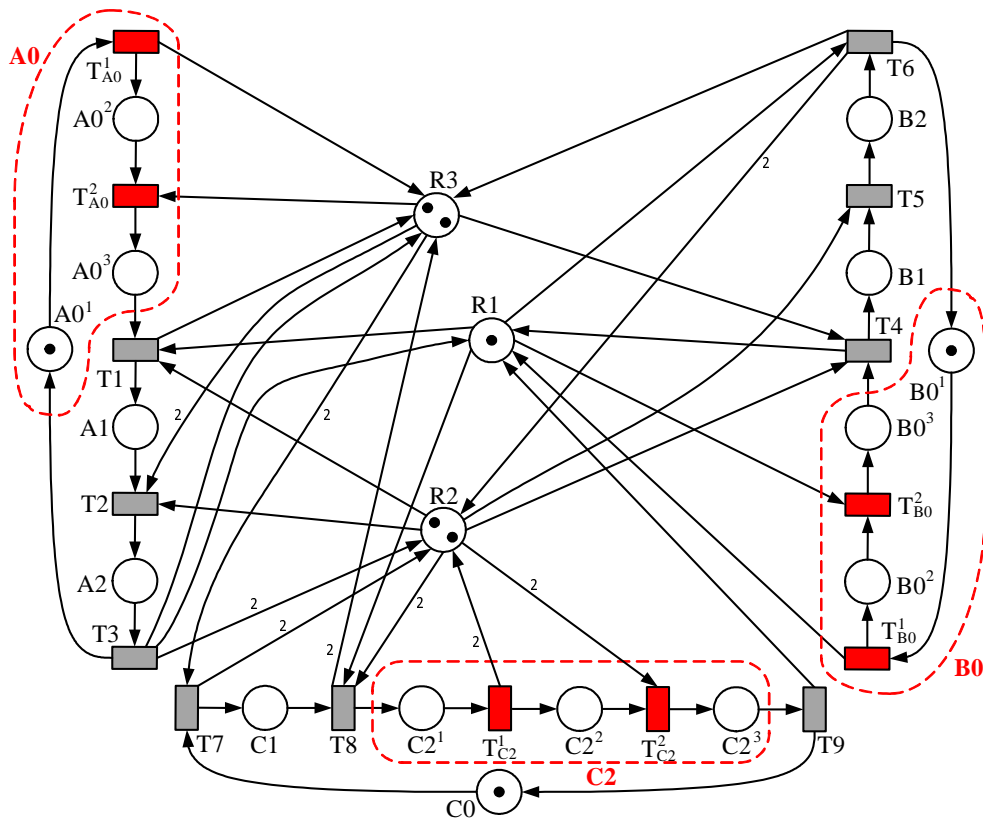 A0
T¹A0
T6
A0²
B2
2
R3
T²A0
T5
A0³
B1
A0¹
R1
T4
T1
B0¹
2
2
A1
B0³
R2
T2
T²B0
A2
B0²
2
2
2
2
2
T3
T¹B0
B0
T7
C1
T8
C2¹
T¹C2
C2²
T²C2
C2³
T9
C2
C0